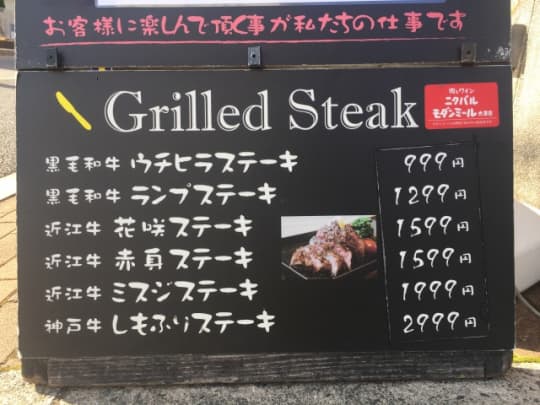 お客様に楽しんで頂く事が私たちの仕事です
Grilled Steak
肉とワイン
ニクバル
モダンミール 大津店
黒毛和牛 ウチヒラステーキ 999円
黒毛和牛 ランプステーキ 1299円
近江牛 花咲ステーキ 1599円
近江牛 赤身ステーキ 1599円
近江牛 ミスジステーキ 1999円
神戸牛 しもふりステーキ 2999円